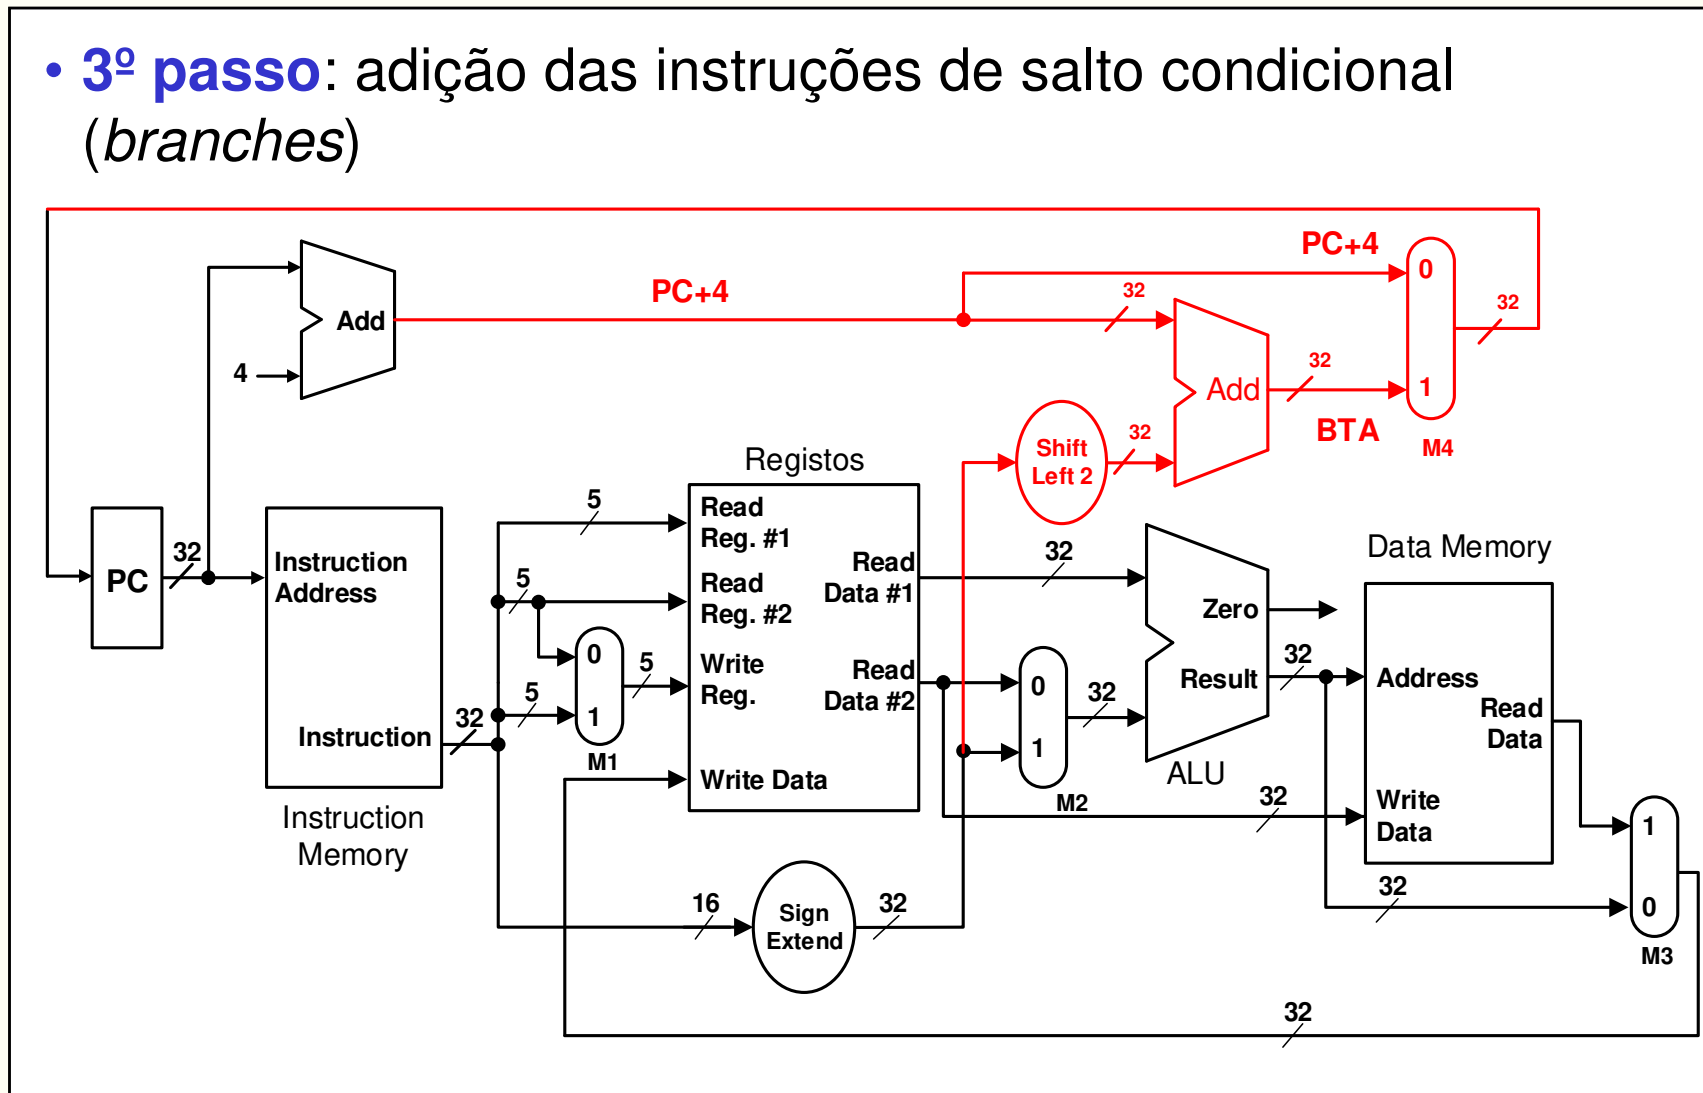 • 3º passo: adição das instruções de salto condicional
(branches)
PC+4
PC+4
0
32
32
Add
32
4
Add
1
32
BTA
M4
Shift
Left 2
32
Registos
PC
32
Instruction
Address
Instruction
32
Instruction
Memory
5
5
5
0
1
M1
5
Read
Reg. #1
Read
Reg. #2
Write
Reg.
Write Data
Read
Data #1
Read
Data #2
32
0
1
M2
32
Zero
Result
ALU
32
Data Memory
Address
Read
Data
Write
Data
32
32
1
0
M3
16
Sign
Extend
32
32